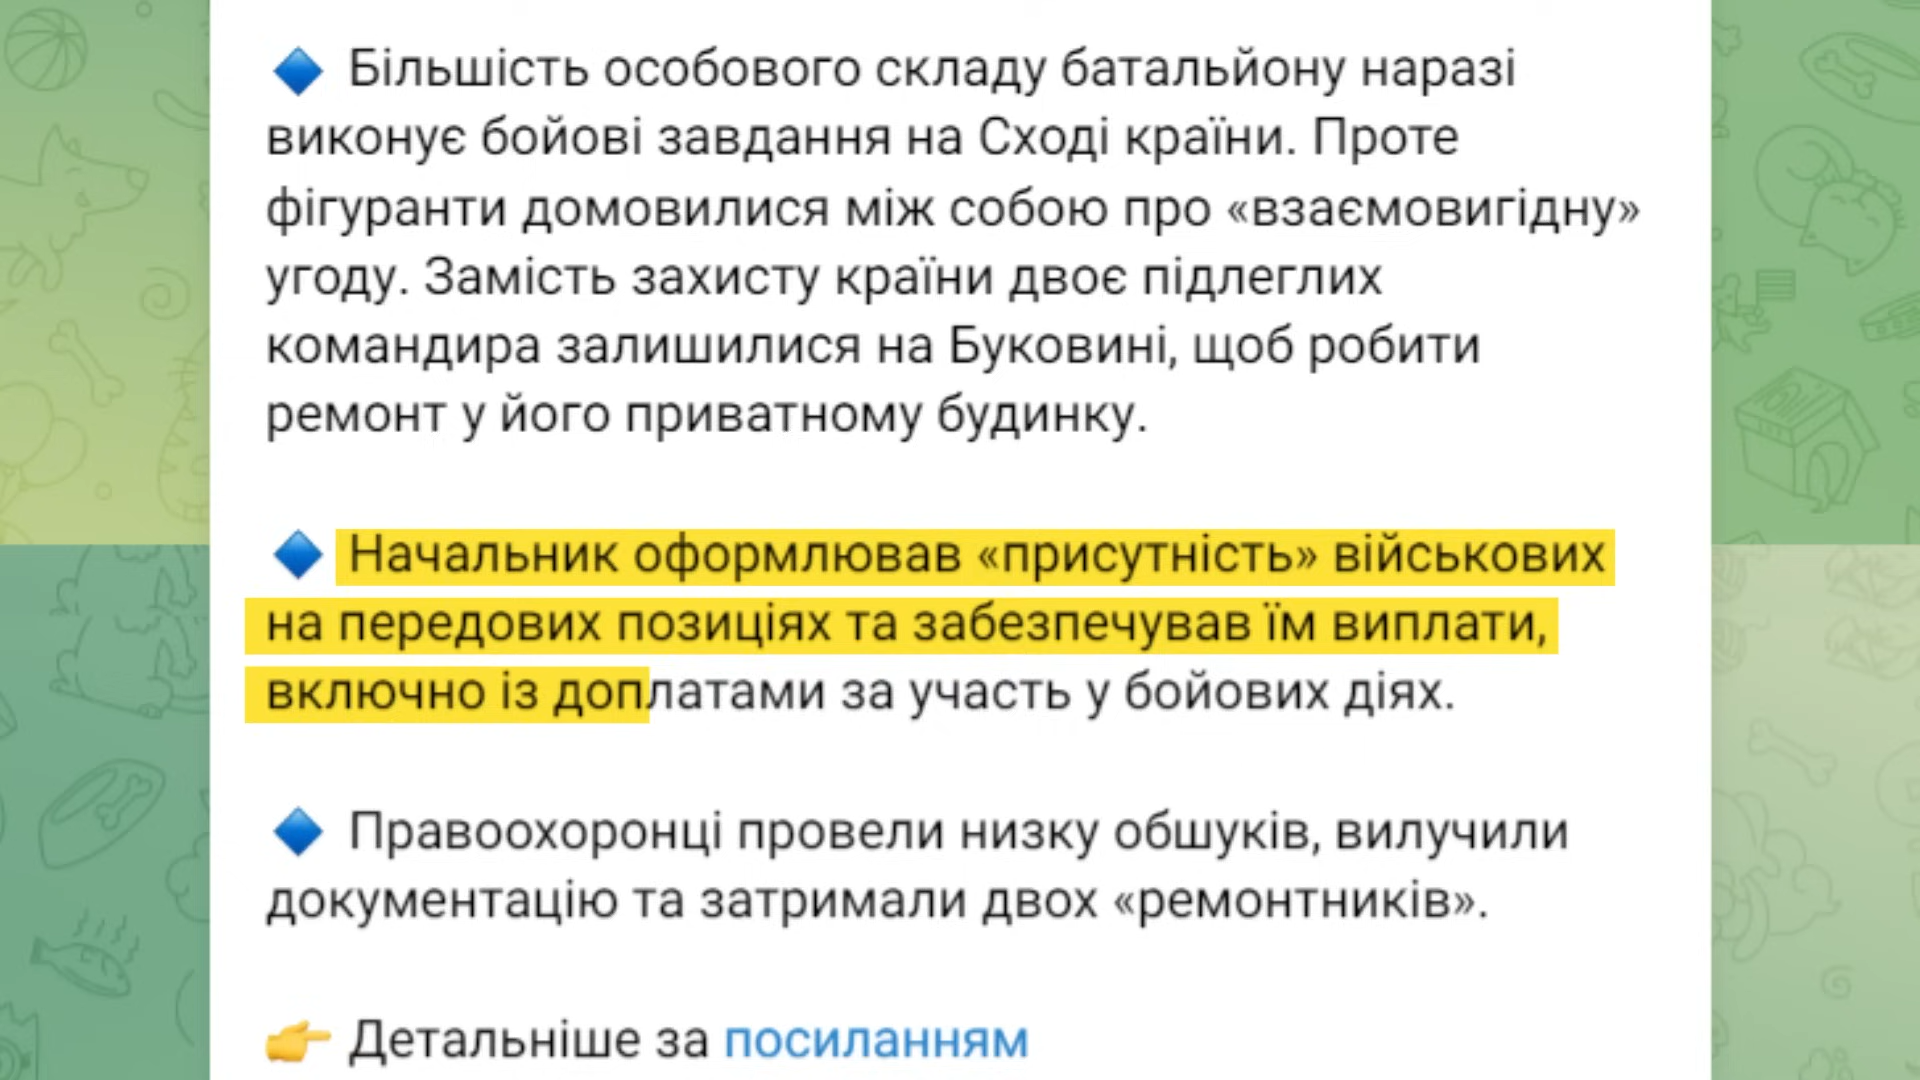 🔷 Більшість особового складу батальйону наразі
виконує бойові завдання на Сході країни. Проте
фігуранти домовилися між собою про «взаємовигідну»
угоду. Замість захисту країни двоє підлеглих
командира залишилися на Буковині, щоб робити
ремонт у його приватному будинку.
🔷 Начальник оформлював «присутність» військових
на передових позиціях та забезпечував їм виплати,
включно із доплатами за участь у бойових діях.
🔷 Правоохоронці провели низку обшуків, вилучили
документацію та затримали двох «ремонтників».
👉 Детальніше за посиланням